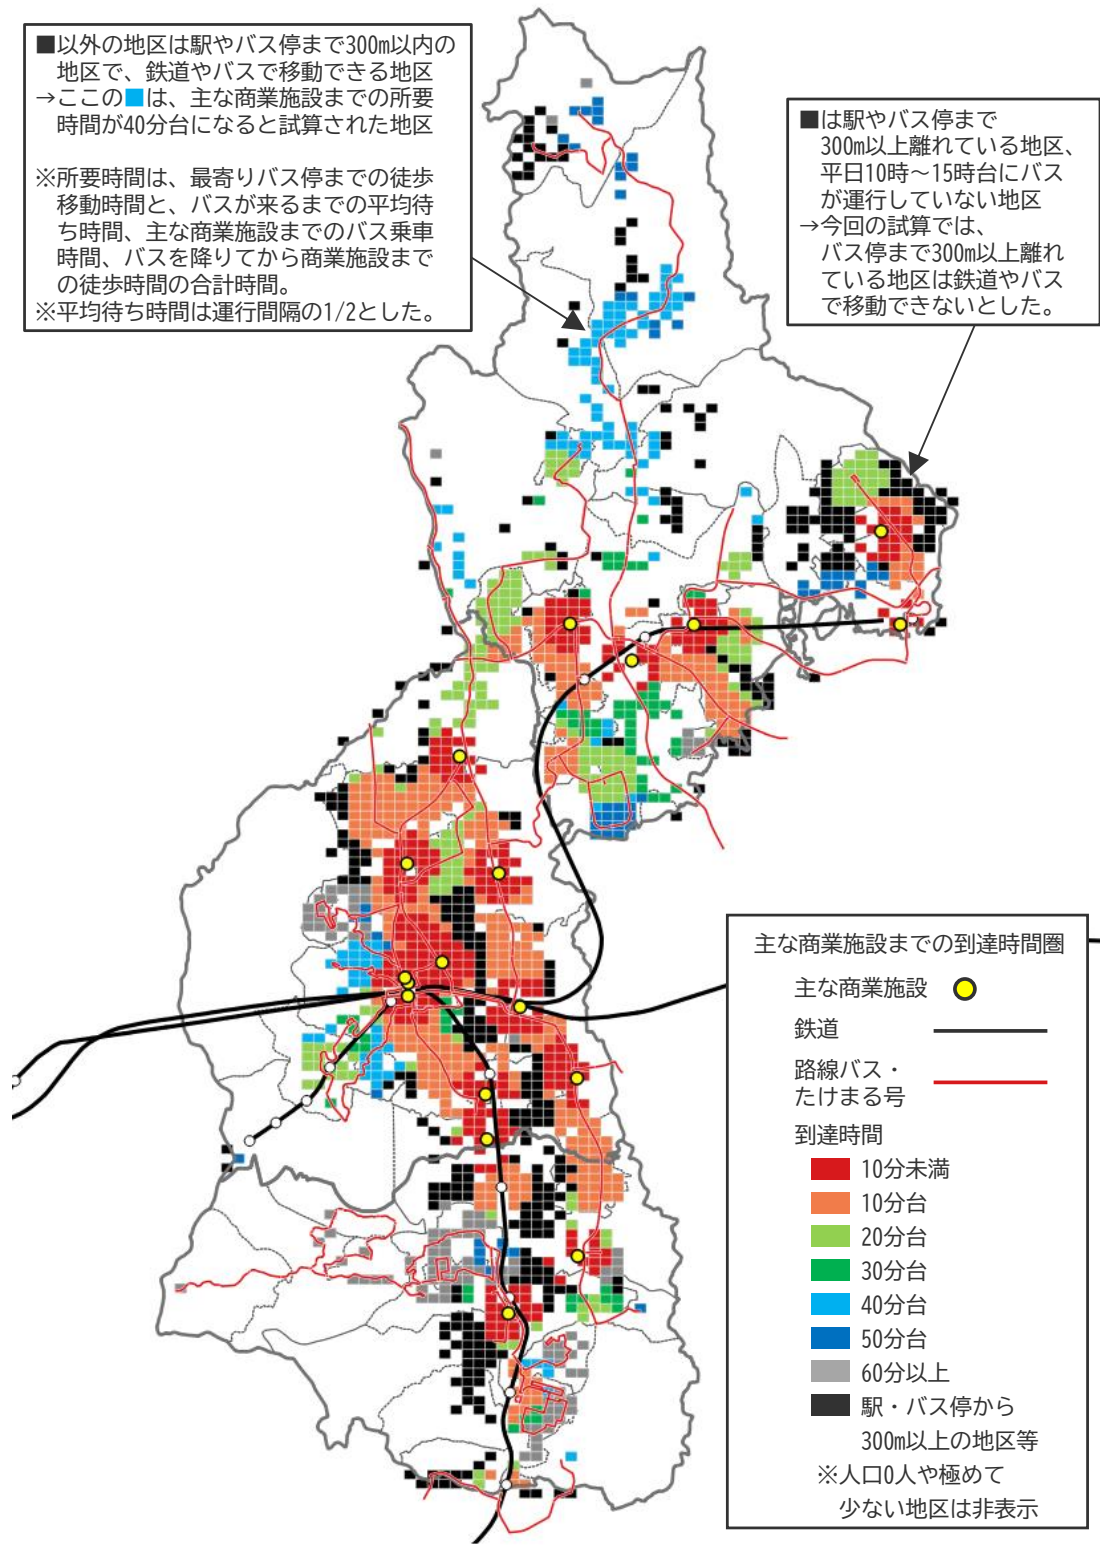 ■以外の地区は駅やバス停まで300m以内の
地区で、鉄道やバスで移動できる地区
→ここの■は、主な商業施設までの所要
時間が40分台になると試算された地区
※所要時間は、最寄りバス停までの徒歩
移動時間と、バスが来るまでの平均待
ち時間、主な商業施設までのバス乗車
時間、バスを降りてから商業施設まで
の徒歩時間の合計時間。
※平均待ち時間は運行間隔の1/2とした。
■は駅やバス停まで
300m以上離れている地区、
平日10時～15時台にバス
が運行していない地区
→今回の試算では、
バス停まで300m以上離れ
ている地区は鉄道やバス
で移動できないとした。
主な商業施設までの到達時間圏
主な商業施設
鉄道
路線バス・
たけまる号
到達時間
10分未満
10分台
20分台
30分台
40分台
50分台
60分以上
駅・バス停から
300m以上の地区等
※人口0人や極めて
少ない地区は非表示